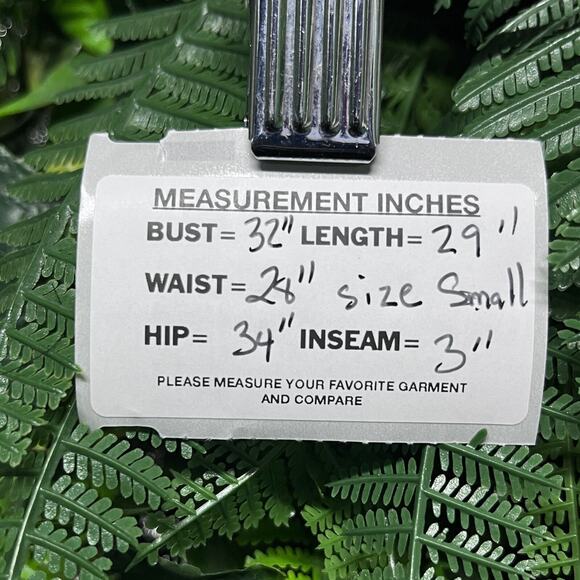 MEASUREMENT INCHES
BUST= 32" LENGTH= 29"
WAIST= 28" size Small
HIP= 34" INSEAM= 3"
PLEASE MEASURE YOUR FAVORITE GARMENT
AND COMPARE